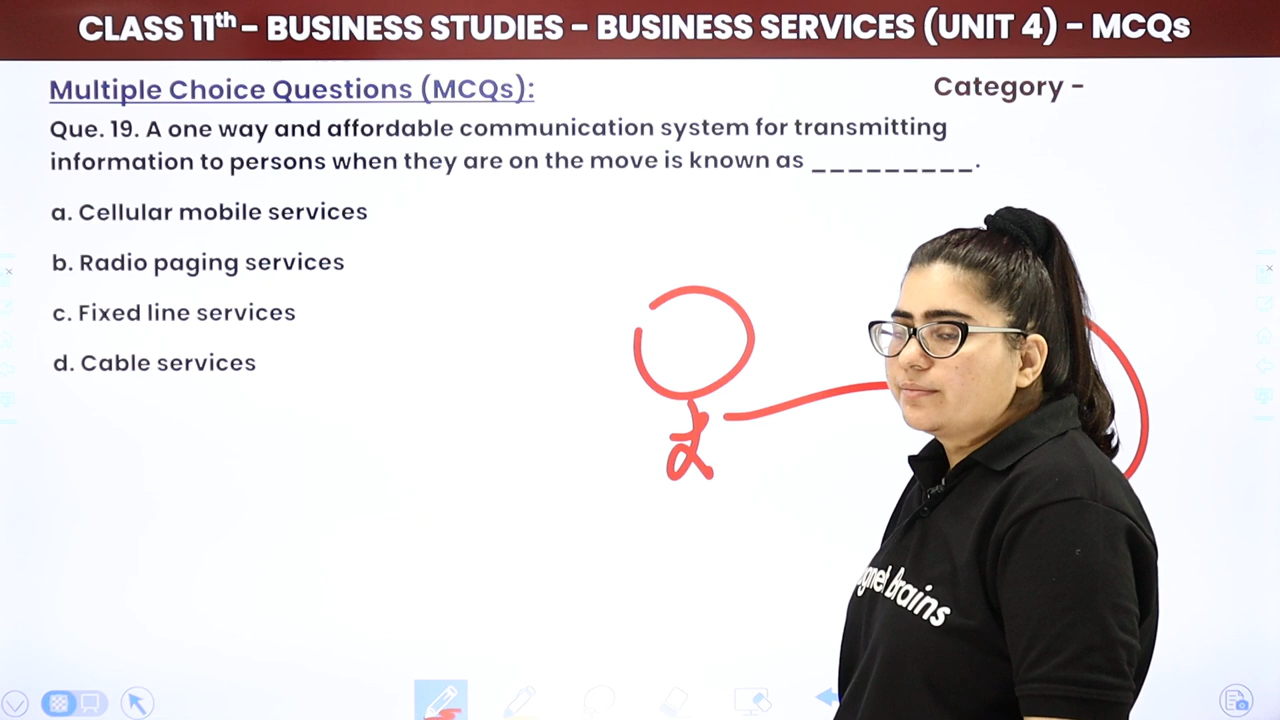 CLASS 11th - BUSINESS STUDIES - BUSINESS SERVICES (UNIT 4) - MCQs
Multiple Choice Questions (MCQs):
Category -
Que. 19. A one way and affordable communication system for transmitting
information to persons when they are on the move is known as _________.
a. Cellular mobile services
b. Radio paging services
c. Fixed line services
d. Cable services
Brains